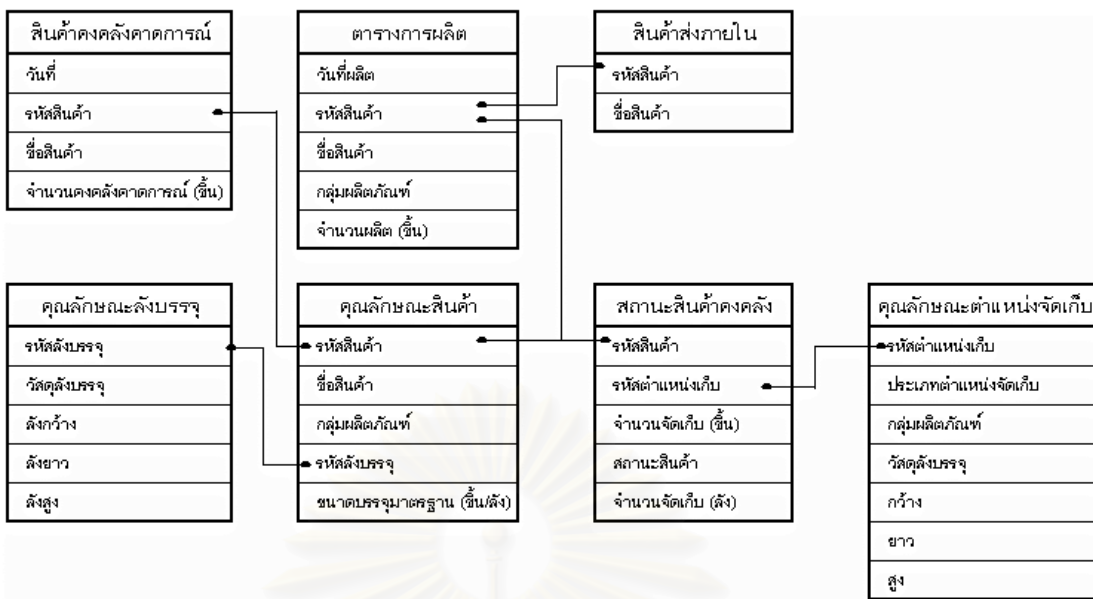 สินค้าคงคลังคาดการณ์
วันที่
รหัสสินค้า
ชื่อสินค้า
จำนวนคงคลังคาดการณ์ (ชิ้น)
ตารางการผลิต
วันที่ผลิต
รหัสสินค้า
ชื่อสินค้า
กลุ่มผลิตภัณฑ์
จำนวนผลิต (ชิ้น)
สินค้าส่งภายใน
รหัสสินค้า
ชื่อสินค้า
คุณลักษณะลังบรรจุ
รหัสลังบรรจุ
วัสดุลังบรรจุ
ลังกว้าง
ลังยาว
ลังสูง
คุณลักษณะสินค้า
รหัสสินค้า
ชื่อสินค้า
กลุ่มผลิตภัณฑ์
รหัสลังบรรจุ
ขนาดบรรจุมาตรฐาน (ชิ้น/ลัง)
สถานะสินค้าคงคลัง
รหัสสินค้า
รหัสตำแหน่งเก็บ
จำนวนจัดเก็บ (ชิ้น)
สถานะสินค้า
จำนวนจัดเก็บ (ลัง)
คุณลักษณะตำแหน่งจัดเก็บ
รหัสตำแหน่งเก็บ
ประเภทตำแหน่งจัดเก็บ
กลุ่มผลิตภัณฑ์
วัสดุลังบรรจุ
กว้าง
ยาว
สูง